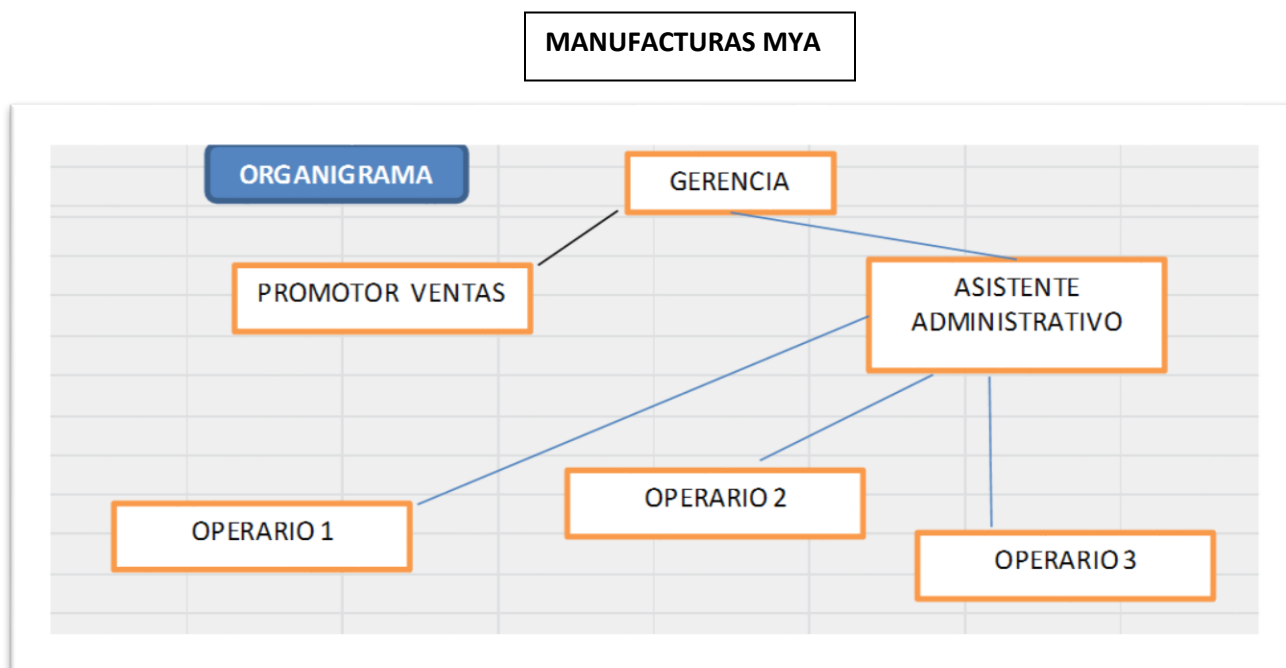 MANUFACTURAS MYA
ORGANIGRAMA
GERENCIA
PROMOTOR VENTAS
ASISTENTE
ADMINISTRATIVO
OPERARIO 1
OPERARIO 2
OPERARIO 3